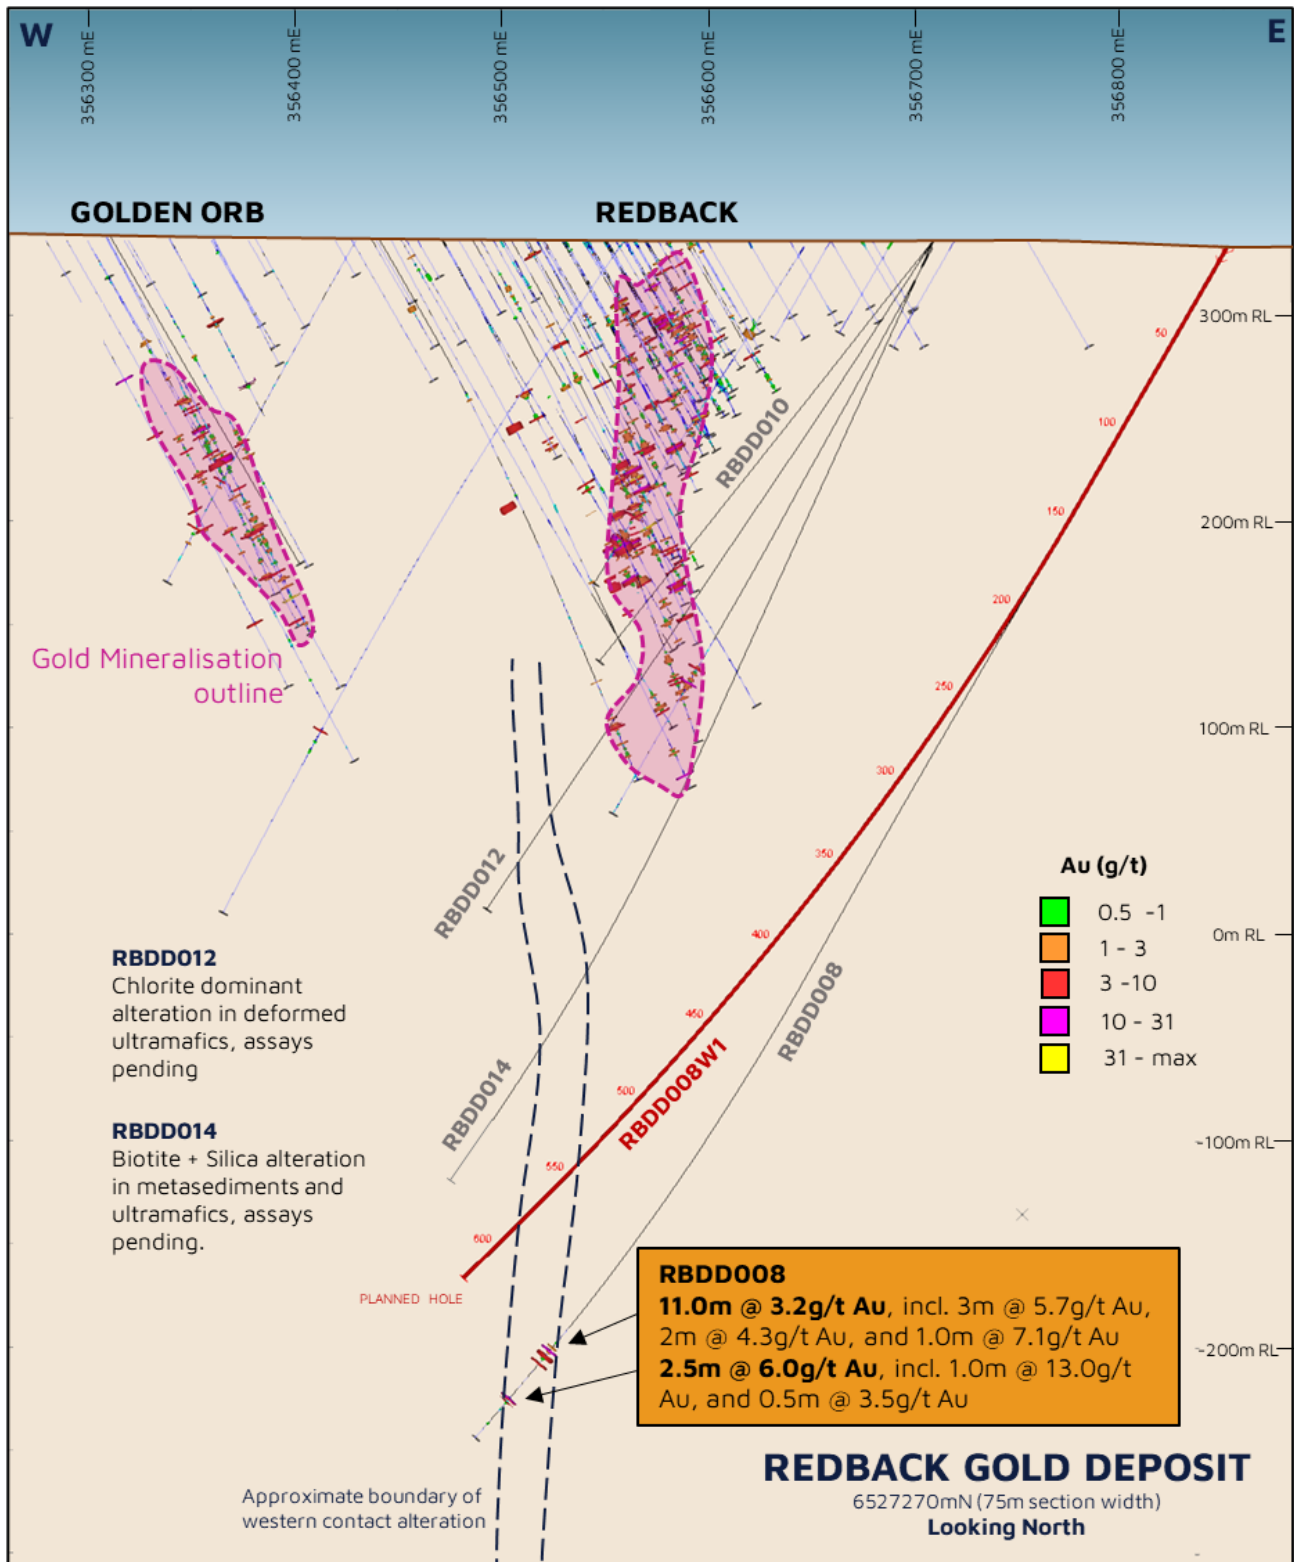 W
E
356300 mE
356400 mE
356500 mE
356600 mE
356700 mE
356800 mE
GOLDEN ORB
REDBACK
300m RL
50
RBDD010
100
150
200m RL
200
Gold Mineralisation
outline
250
100m RL
300
350
RBDD012
Au (g/t)
0.5 -1
1 - 3
3 -10
10 - 31
31 - max
400
0m RL
RBDD008
RBDD012
Chlorite dominant
alteration in deformed
ultramafics, assays
pending
450
RBDD014
500
RBDD008W1
RBDD014
Biotite + Silica alteration
in metasediments and
ultramafics, assays
pending.
-100m RL
550
600
PLANNED HOLE
RBDD008
11.0m @ 3.2g/t Au, incl. 3m @ 5.7g/t Au,
2m @ 4.3g/t Au, and 1.0m @ 7.1g/t Au
2.5m @ 6.0g/t Au, incl. 1.0m @ 13.0g/t
Au, and 0.5m @ 3.5g/t Au
-200m RL
Approximate boundary of
western contact alteration
REDBACK GOLD DEPOSIT
6527270mN (75m section width)
Looking North